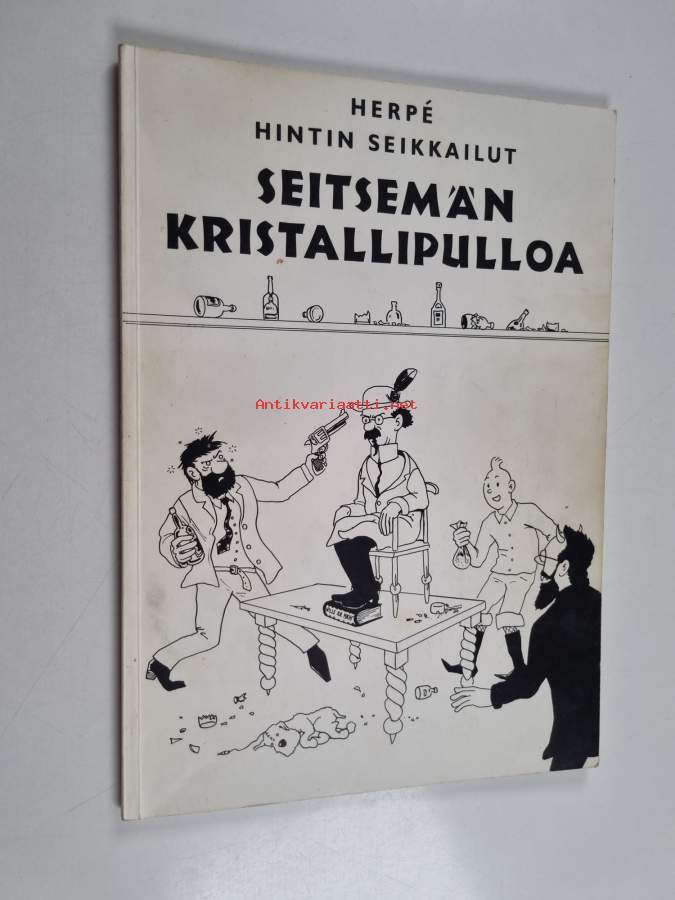 HERPÉ
HINTIN SEIKKAILUT
SEITSEMÄN
KRISTALLIPULLOA
Antikvariaatti.net